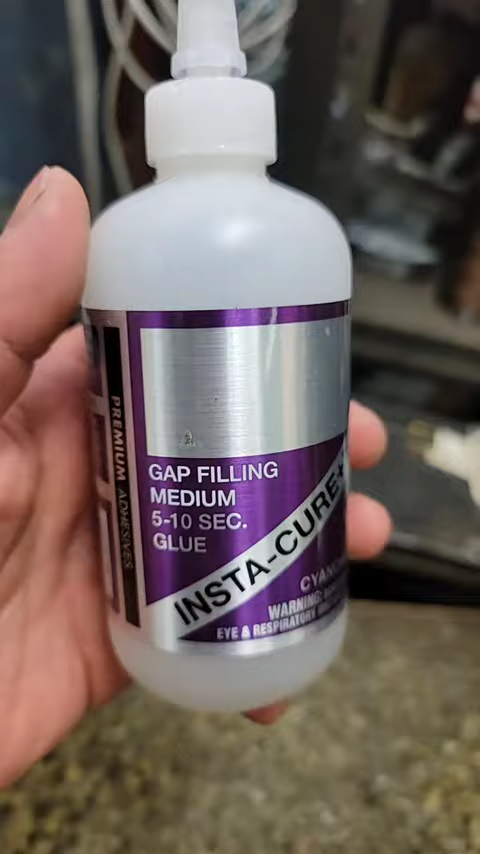 PREMIUM ADHESIVES
GAP FILLING
MEDIUM
5-10 SEC.
GLUE
INSTA-CURE+
WARNING:
EYE & RESPIRATORY